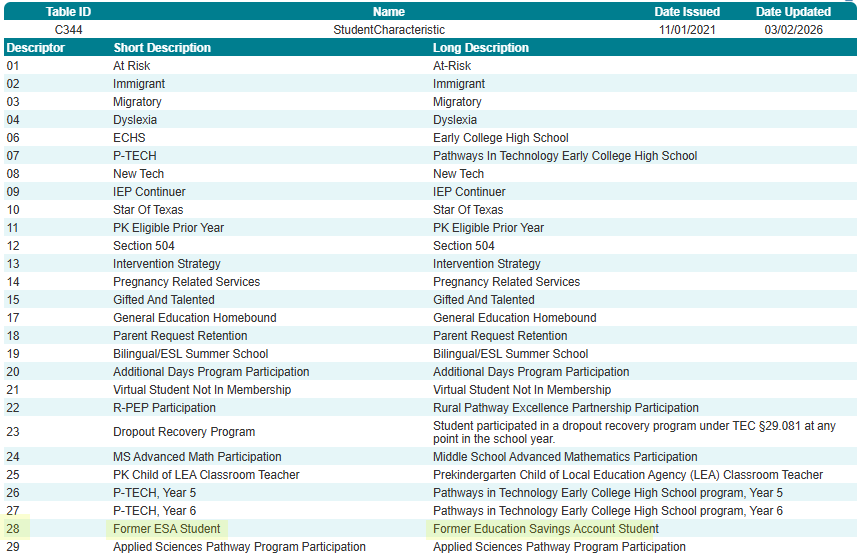 Table ID Name Date Issued Date Updated
C344 StudentCharacteristic 11/01/2021 03/02/2026
Descriptor Short Description Long Description
01 At Risk At-Risk
02 Immigrant Immigrant
03 Migratory Migratory
04 Dyslexia Dyslexia
06 ECHS Early College High School
07 P-TECH Pathways In Technology Early College High School
08 New Tech New Tech
09 IEP Continuer IEP Continuer
10 Star Of Texas Star Of Texas
11 PK Eligible Prior Year PK Eligible Prior Year
12 Section 504 Section 504
13 Intervention Strategy Intervention Strategy
14 Pregnancy Related Services Pregnancy Related Services
15 Gifted And Talented Gifted And Talented
17 General Education Homebound General Education Homebound
18 Parent Request Retention Parent Request Retention
19 Bilingual/ESL Summer School Bilingual/ESL Summer School
20 Additional Days Program Participation Additional Days Program Participation
21 Virtual Student Not In Membership Virtual Student Not In Membership
22 R-PEP Participation Rural Pathway Excellence Partnership Participation
23 Dropout Recovery Program Student participated in a dropout recovery program under TEC §29.081 at any
point in the school year.
24 MS Advanced Math Participation Middle School Advanced Mathematics Participation
25 PK Child of LEA Classroom Teacher Prekindergarten Child of Local Education Agency (LEA) Classroom Teacher
26 P-TECH, Year 5 Pathways in Technology Early College High School program, Year 5
27 P-TECH, Year 6 Pathways in Technology Early College High School program, Year 6
28 Former ESA Student Former Education Savings Account Student
29 Applied Sciences Pathway Program Participation Applied Sciences Pathway Program Participation